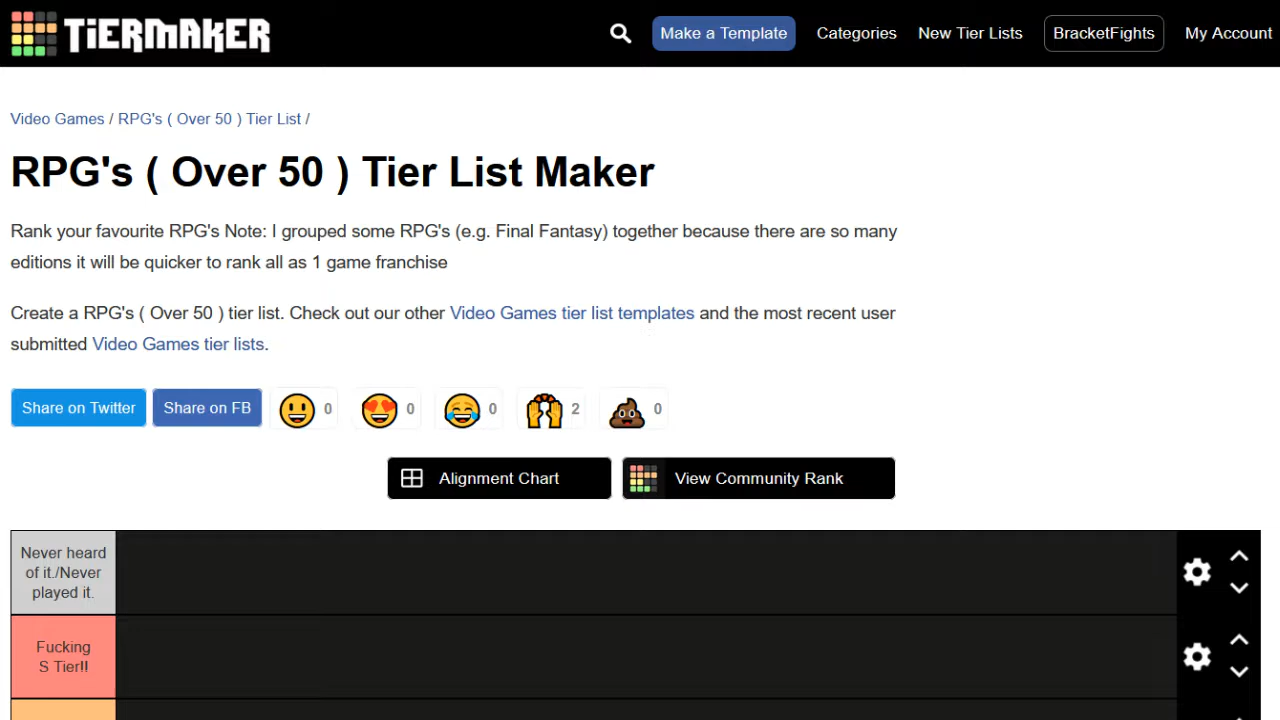 TiERMAKER
Make a Template
Categories
New Tier Lists
BracketFights
My Account
Video Games / RPG's ( Over 50 ) Tier List /
RPG's ( Over 50 ) Tier List Maker
Rank your favourite RPG's Note: I grouped some RPG's (e.g. Final Fantasy) together because there are so many
editions it will be quicker to rank all as 1 game franchise
Create a RPG's ( Over 50 ) tier list. Check out our other Video Games tier list templates and the most recent user
submitted Video Games tier lists.
Share on Twitter
Share on FB
0
0
0
2
0
Alignment Chart
View Community Rank
Never heard
of it./Never
played it.
Fucking
S Tier!!